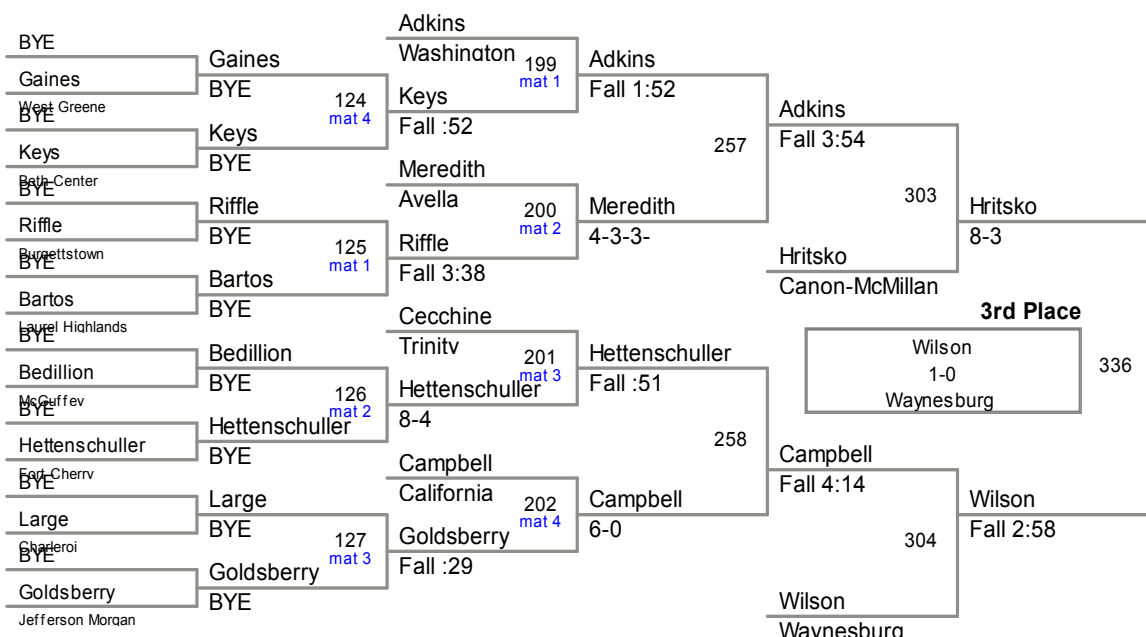 BYE
Gaines
West Greene
BYE
Keys
Beth-Center
BYE
Riffle
Burgettstown
BYE
Bartos
Laurel Highlands
BYE
Bedillion
McGuffey
BYE
Hettenschuller
Fort Cherry
BYE
Large
Charleroi
BYE
Goldsberry
Jefferson Morgan
Gaines
BYE
124
mat 4
Keys
BYE
Riffle
BYE
125
mat 1
Bartos
BYE
Bedillion
BYE
126
mat 2
Hettenschuller
BYE
Large
BYE
127
mat 3
Goldsberry
BYE
Adkins
Washington
199
mat 1
Keys
Fall :52
Meredith
Avella
200
mat 2
Riffle
Fall 3:38
Cecchine
Trinity
201
mat 3
Hettenschuller
8-4
Campbell
California
202
mat 4
Goldsberry
Fall :29
Adkins
Fall 1:52
257
Meredith
4-3-3-
Hettenschuller
Fall :51
258
Campbell
6-0
Adkins
Fall 3:54
303
Hritsko
Canon-McMillan
Campbell
Fall 4:14
304
Wilson
Waynesburg
Hritsko
8-3
3rd Place
Wilson
1-0
Waynesburg
336
Wilson
Fall 2:58